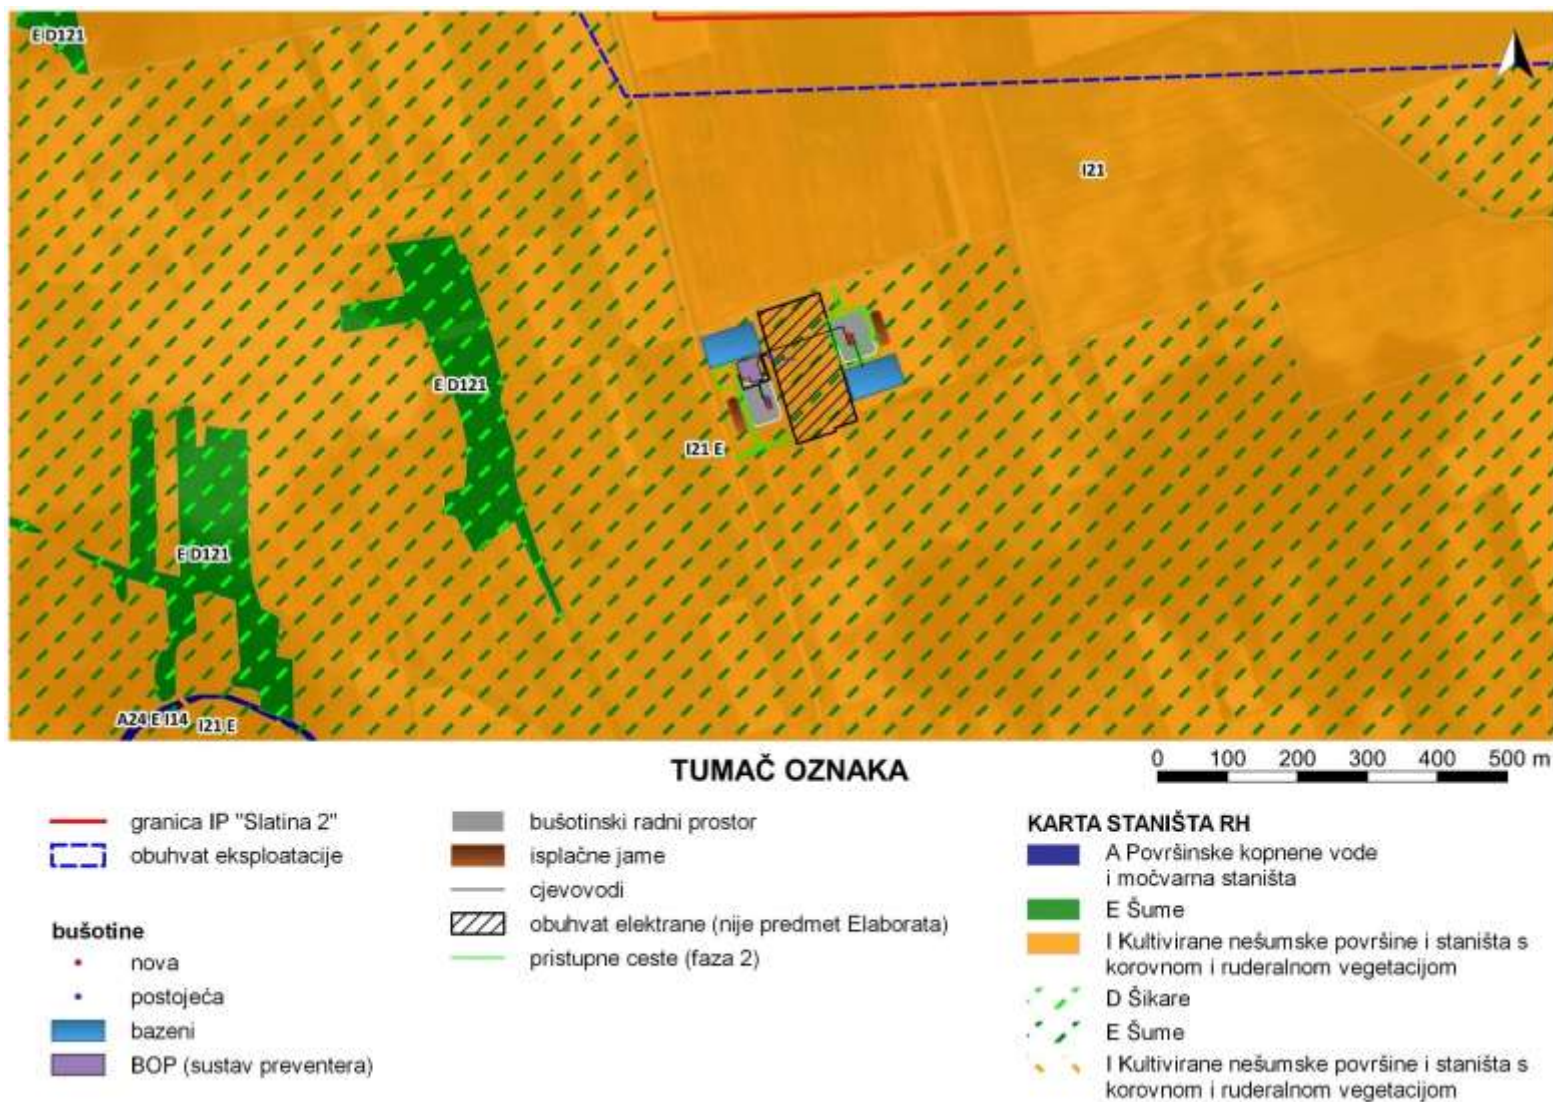 E D121
I21
E D121
I21 E
E D121
A24 E I14
I21 E
TUMAČ OZNAKA
0 100 200 300 400 500 m
granica IP "Slatina 2"
obuhvat eksploatacije
bušotine
nova
postojeća
bazeni
BOP (sustav preventera)
bušotinski radni prostor
isplačne jame
cjevovodi
obuhvat elektrane (nije predmet Elaborata)
pristupne ceste (faza 2)
KARTA STANIŠTA RH
A Površinske kopnene vode
i močvarna staništa
E Šume
I Kultivirane nešumske površine i staništa s
korovnom i ruderalnom vegetacijom
D Šikare
E Šume
I Kultivirane nešumske površine i staništa s
korovnom i ruderalnom vegetacijom